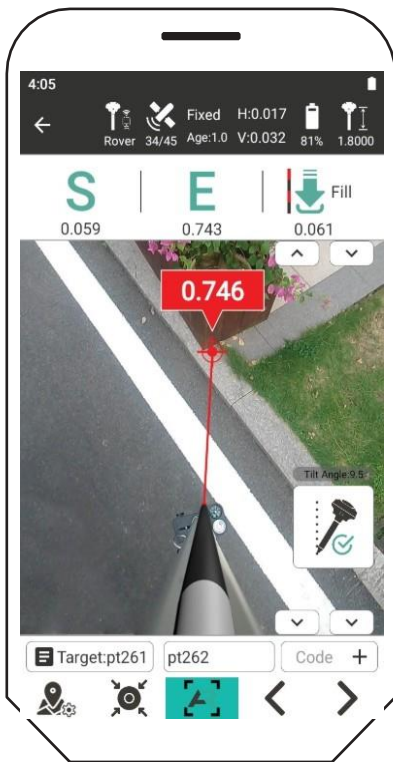 4:05
Fixed H:0.017
Rover 34/45 Age:1.0 V:0.032 81% 1.8000
S E Fill
0.059 0.743 0.061
0.746
Tilt Angle:9.5
Target:pt261 pt262 Code +